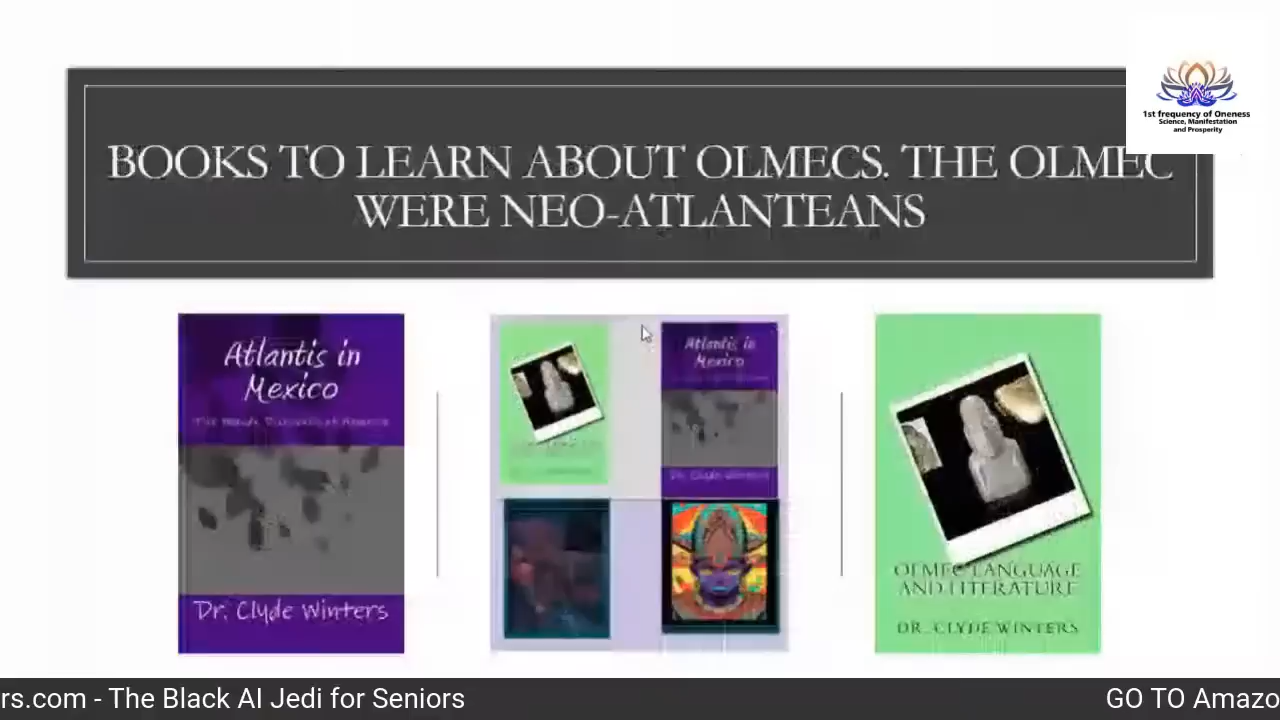 1st frequency of Oneness
Science, Manifestation
and Prosperity
BOOKS TO LEARN ABOUT OLMECS. THE OLMEC
WERE NEO-ATLANTEANS
Atlantis in
Mexico
Dr. Clyde Winters
Atlantis in
Mexico
Dr. Clyde Winters
OLMEC LANGUAGE
AND LITERATURE
DR. CLYDE WINTERS
rs.com - The Black AI Jedi for Seniors
GO TO Amazo